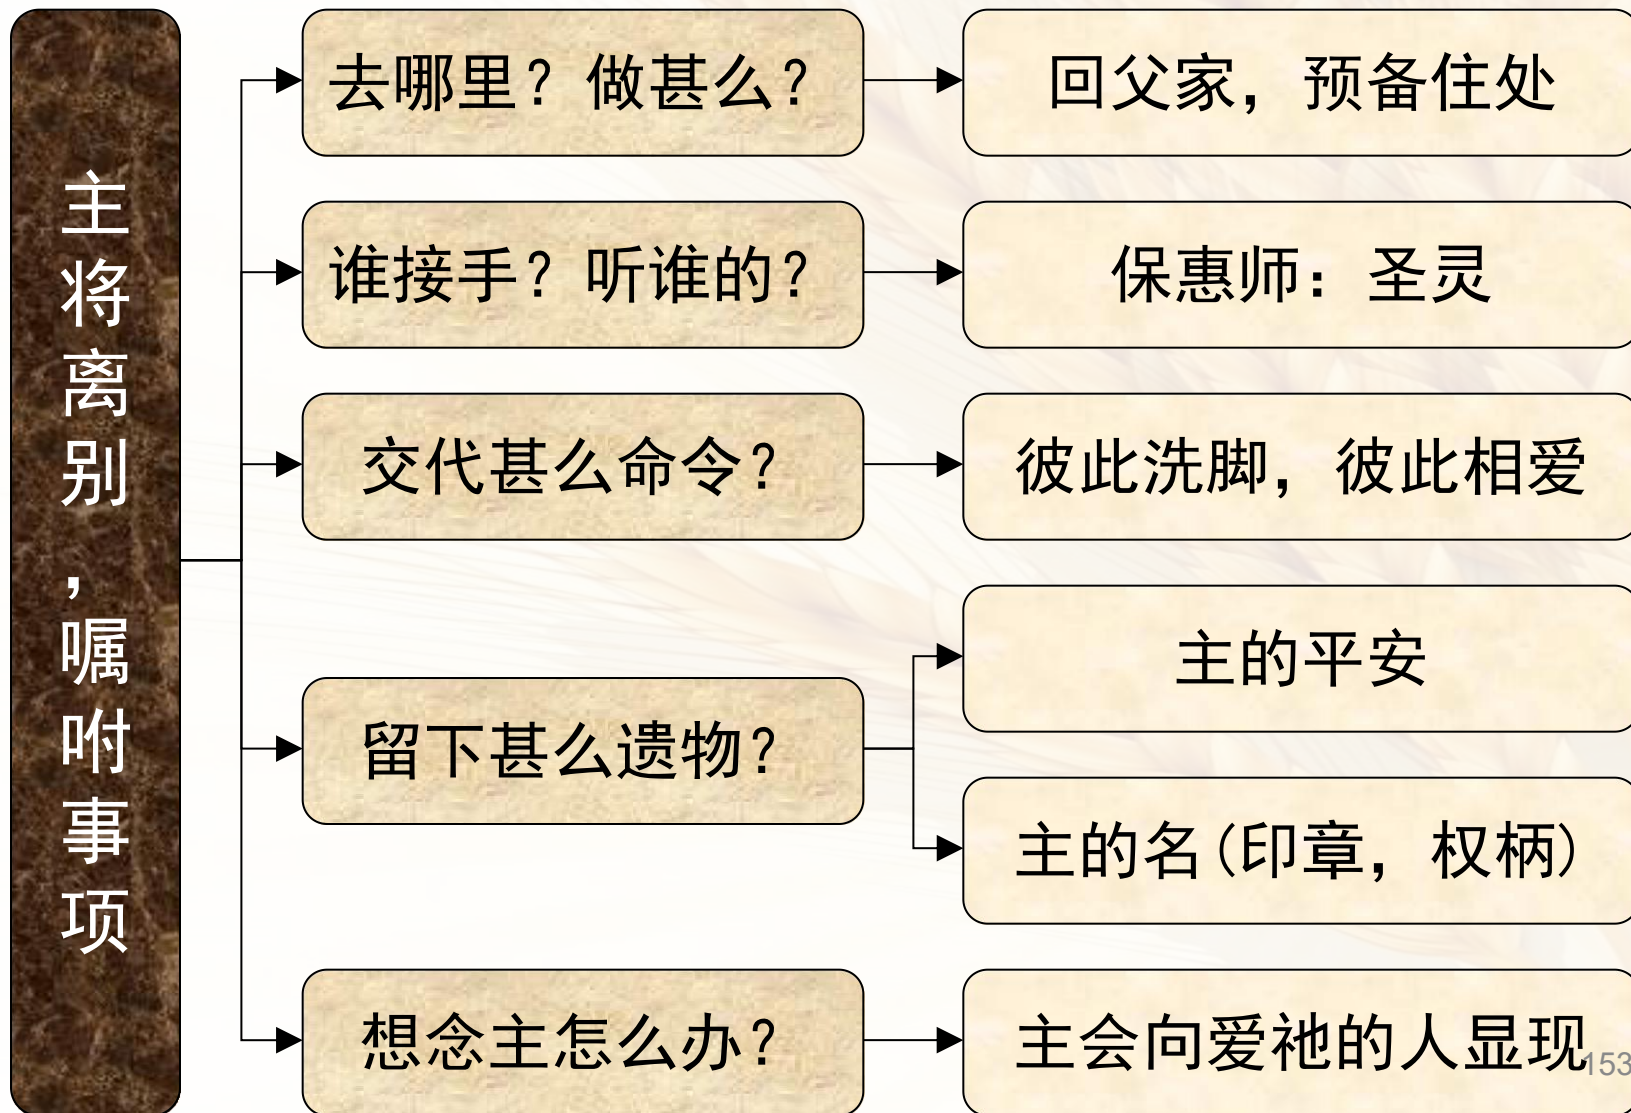 主将离别,嘱咐事项
去哪里?做甚么?
回父家,预备住处
谁接手?听谁的?
保惠师:圣灵
交代甚么命令?
彼此洗脚,彼此相爱
留下甚么遗物?
主的平安
主的名(印章,权柄)
想念主怎么办?
主会向爱祂的人显现
153